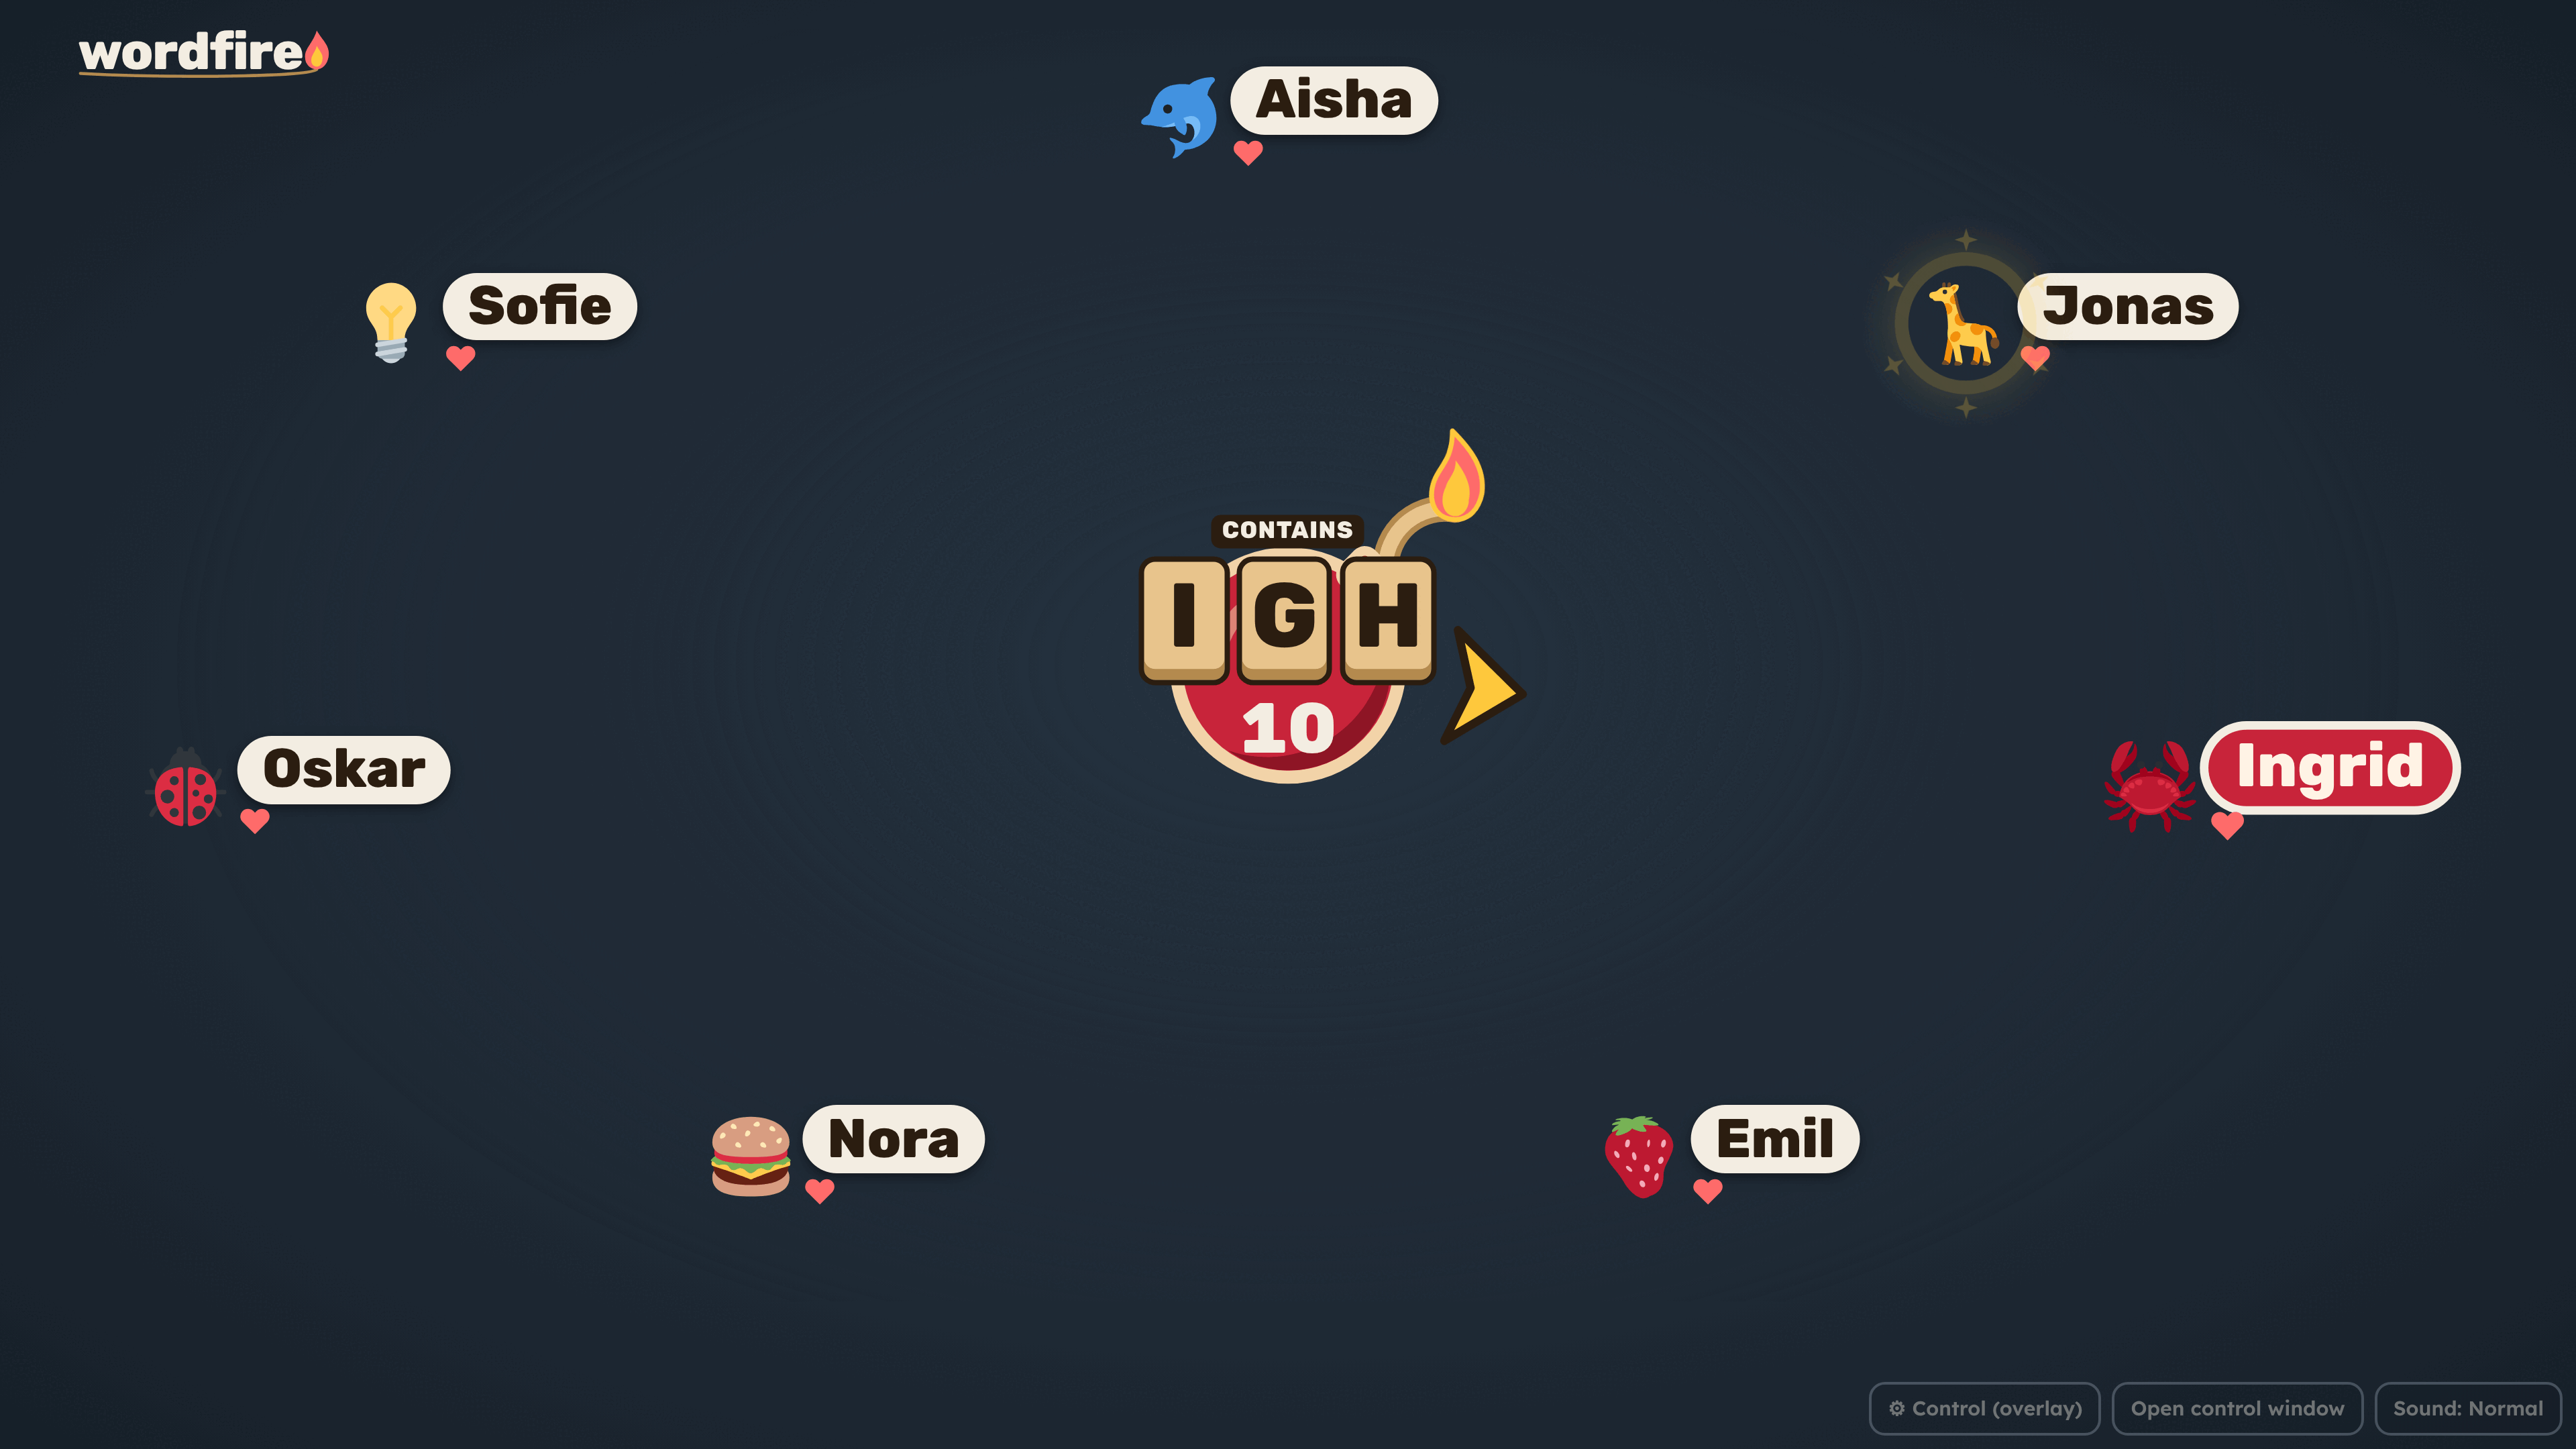 wordfire
Aisha
Sofie
Jonas
CONTAINS
IGH
10
Oskar
Ingrid
Nora
Emil
⚙ Control (overlay)
Open control window
Sound: Normal